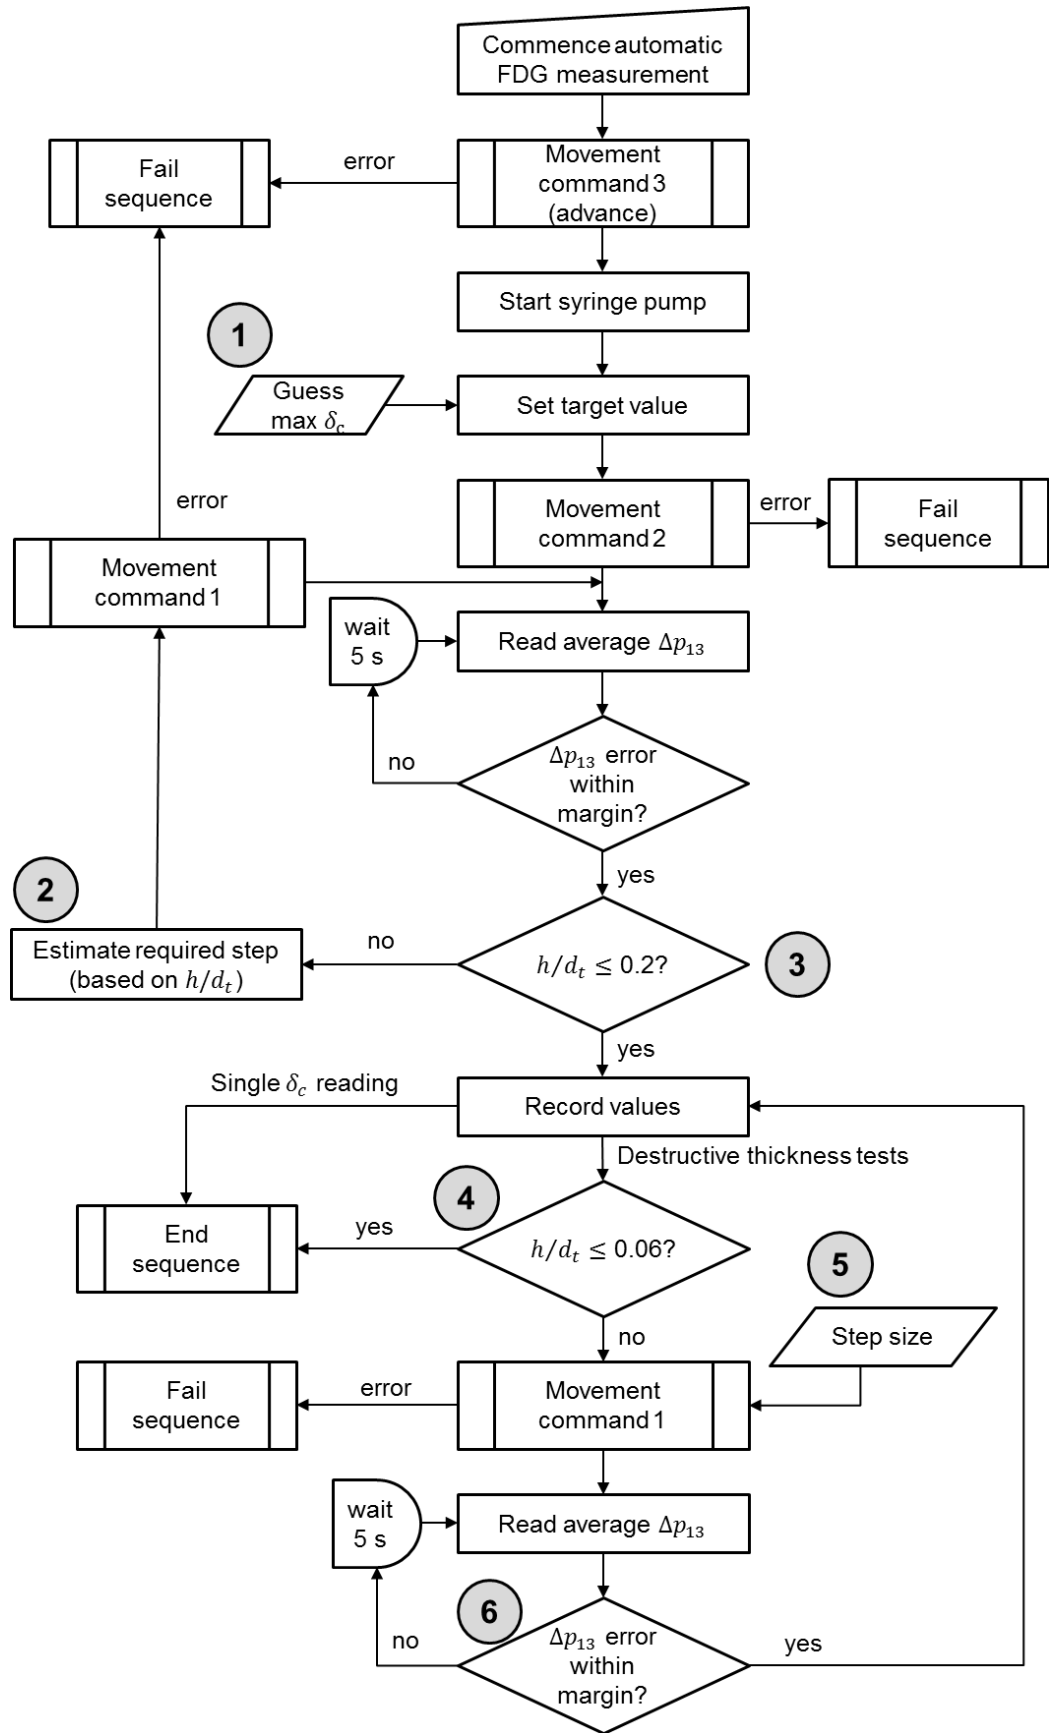 Commence automatic
FDG measurement
Fail
sequence
error
Movement
command 3
(advance)
Start syringe pump
1
Guess
max δc
Set target value
error
Movement
command 2
error
Fail
sequence
Movement
command 1
wait
5 s
Read average Δp13
no
Δp13 error
within
margin?
yes
2
Estimate required step
(based on h/dt)
no
h/dt ≤ 0.2?
3
yes
Single δc reading
Record values
Destructive thickness tests
4
End
sequence
yes
h/dt ≤ 0.06?
5
Step size
no
Fail
sequence
error
Movement
command 1
wait
5 s
Read average Δp13
6
no
Δp13 error
within
margin?
yes